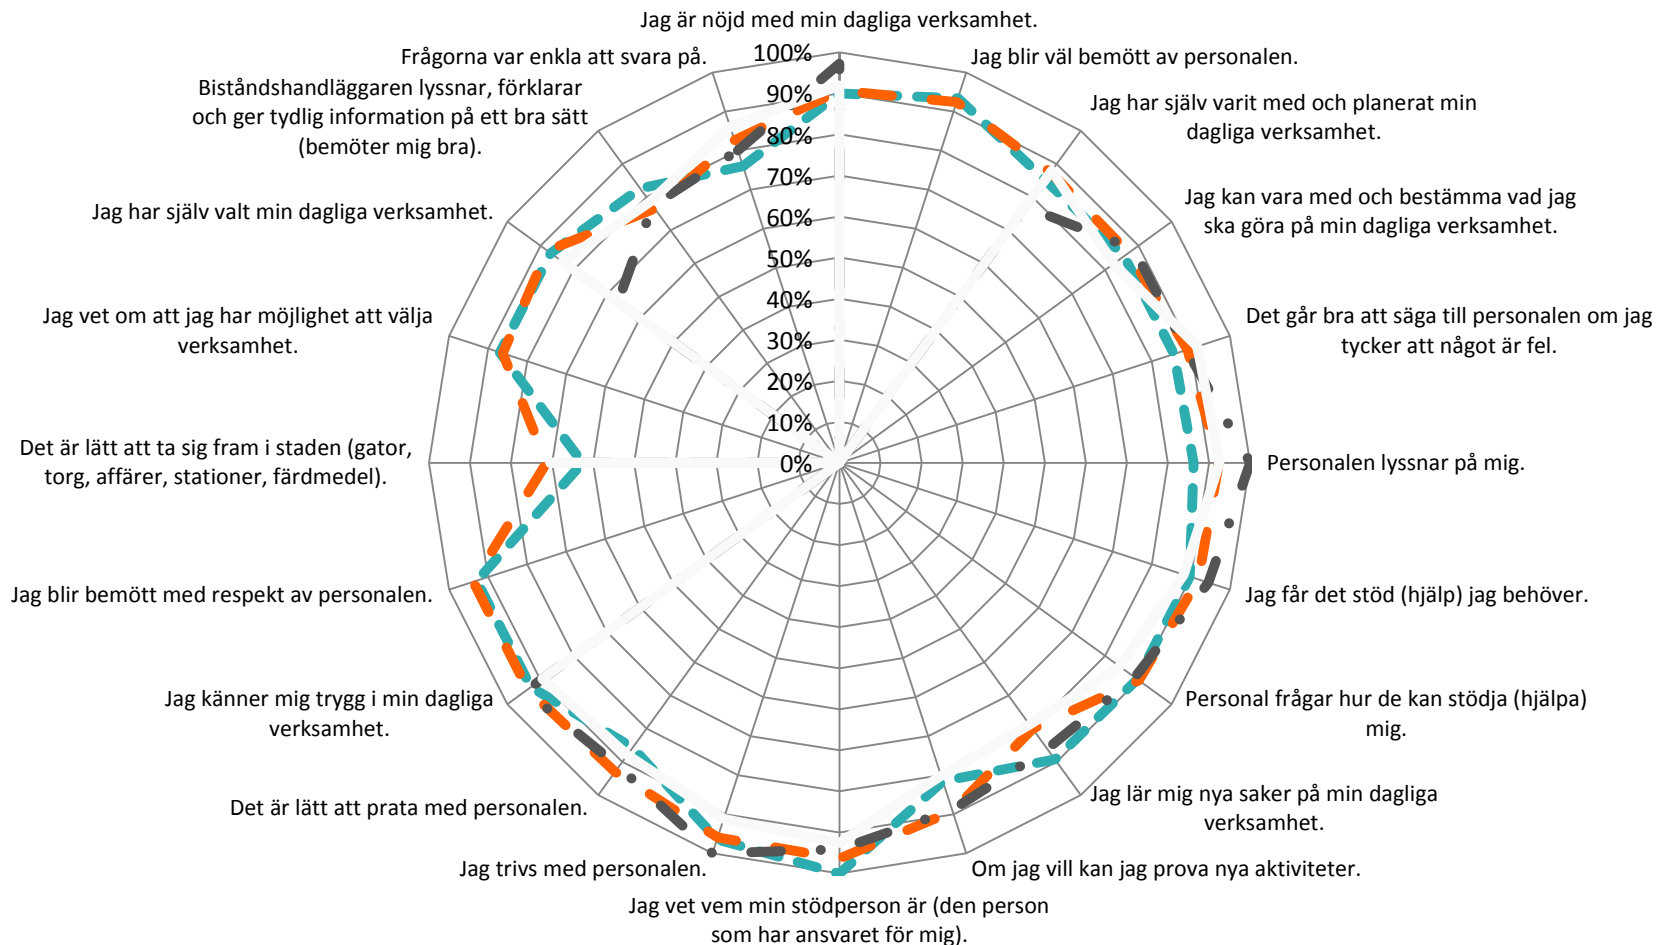 Jag är nöjd med min dagliga verksamhet.
Jag blir väl bemött av personalen.
Jag har själv varit med och planerat min
dagliga verksamhet.
Jag kan vara med och bestämma vad jag
ska göra på min dagliga verksamhet.
Det går bra att säga till personalen om jag
tycker att något är fel.
Personalen lyssnar på mig.
Jag får det stöd (hjälp) jag behöver.
Personal frågar hur de kan stödja (hjälpa)
mig.
Jag lär mig nya saker på min dagliga
verksamhet.
Om jag vill kan jag prova nya aktiviteter.
Jag vet vem min stödperson är (den person
som har ansvaret för mig).
Jag trivs med personalen.
Det är lätt att prata med personalen.
Jag känner mig trygg i min dagliga
verksamhet.
Jag blir bemött med respekt av personalen.
Det är lätt att ta sig fram i staden (gator,
torg, affärer, stationer, färdmedel).
Jag vet om att jag har möjlighet att välja
verksamhet.
Jag har själv valt min dagliga verksamhet.
Biståndshandläggaren lyssnar, förklarar
och ger tydlig information på ett bra sätt
(bemöter mig bra).
Frågorna var enkla att svara på.
100%
90%
80%
70%
60%
50%
40%
30%
20%
10%
0%